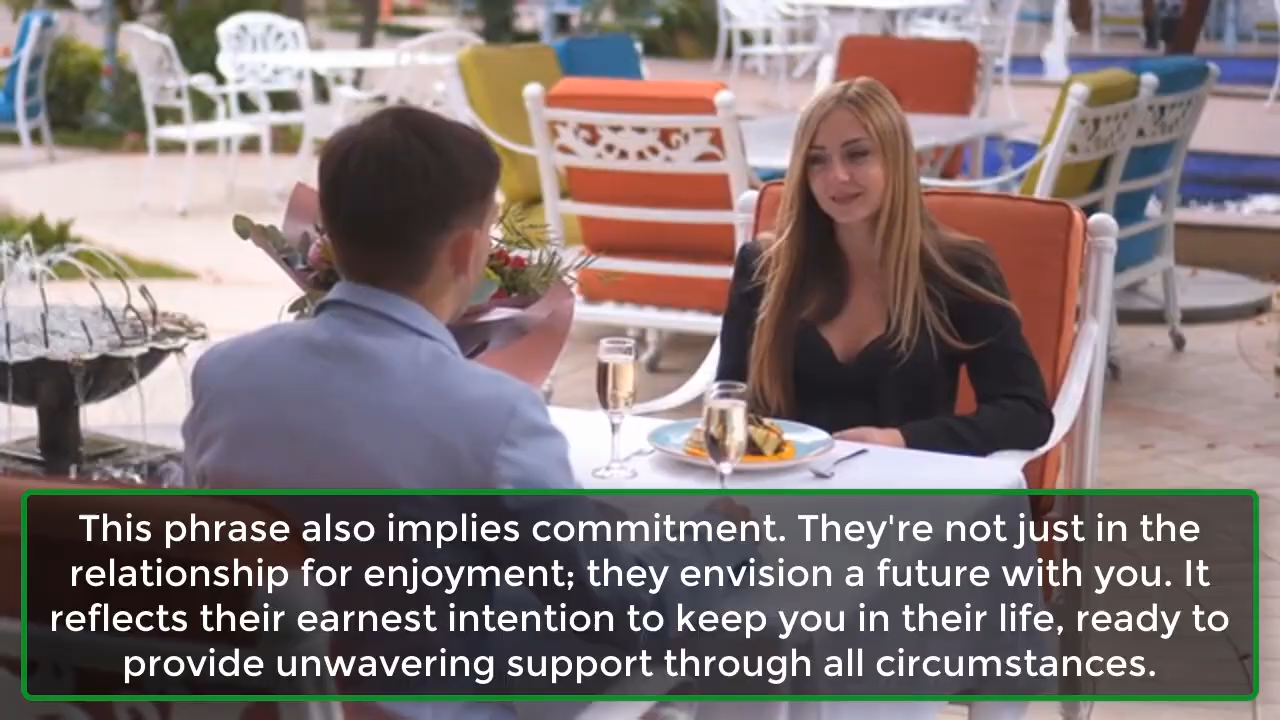 This phrase also implies commitment. They're not just in the
relationship for enjoyment; they envision a future with you. It
reflects their earnest intention to keep you in their life, ready to
provide unwavering support through all circumstances.